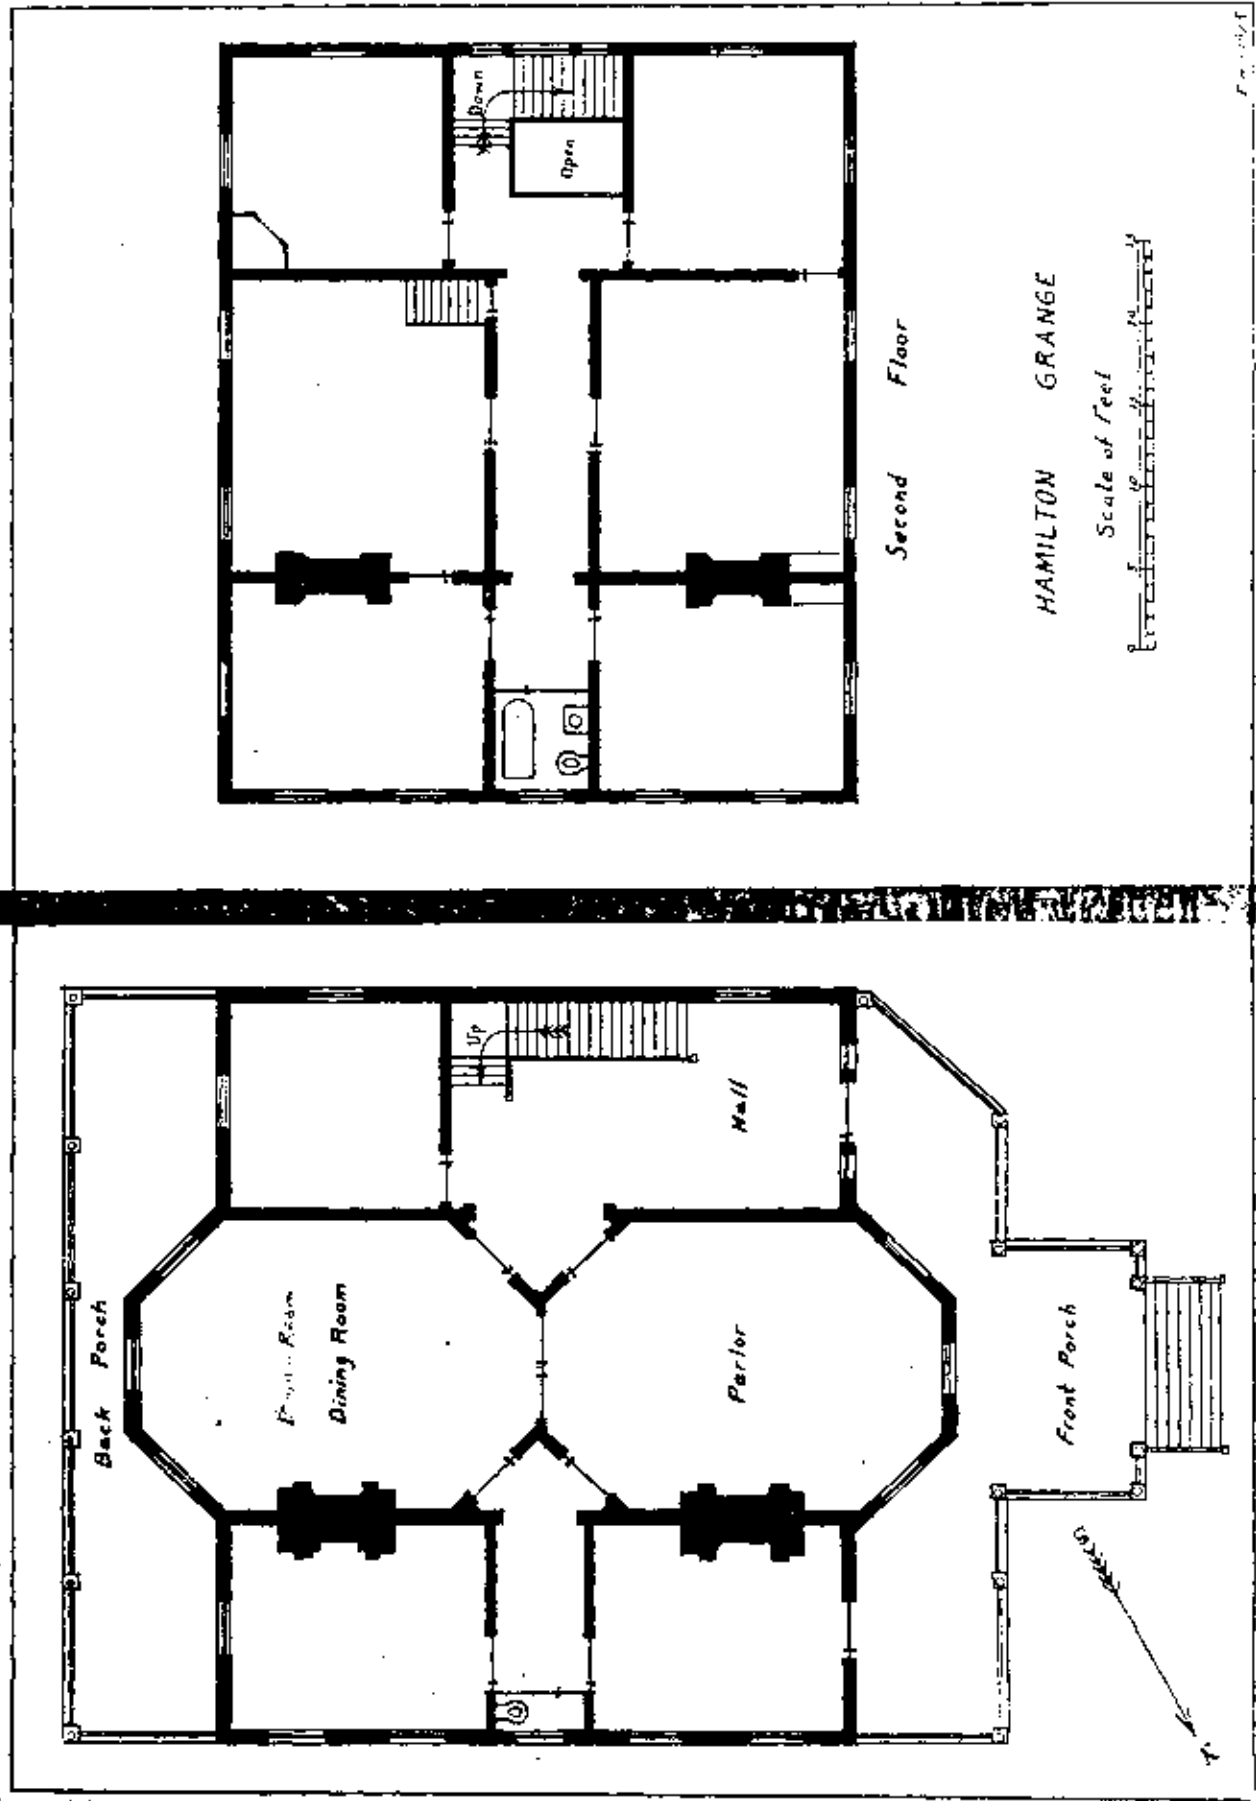 Back Porch
Dining Room
Parlor
Hall
Up
Front Porch
S
Down
Open
Second Floor
HAMILTON GRANGE
Scale of Feet
0 5 10